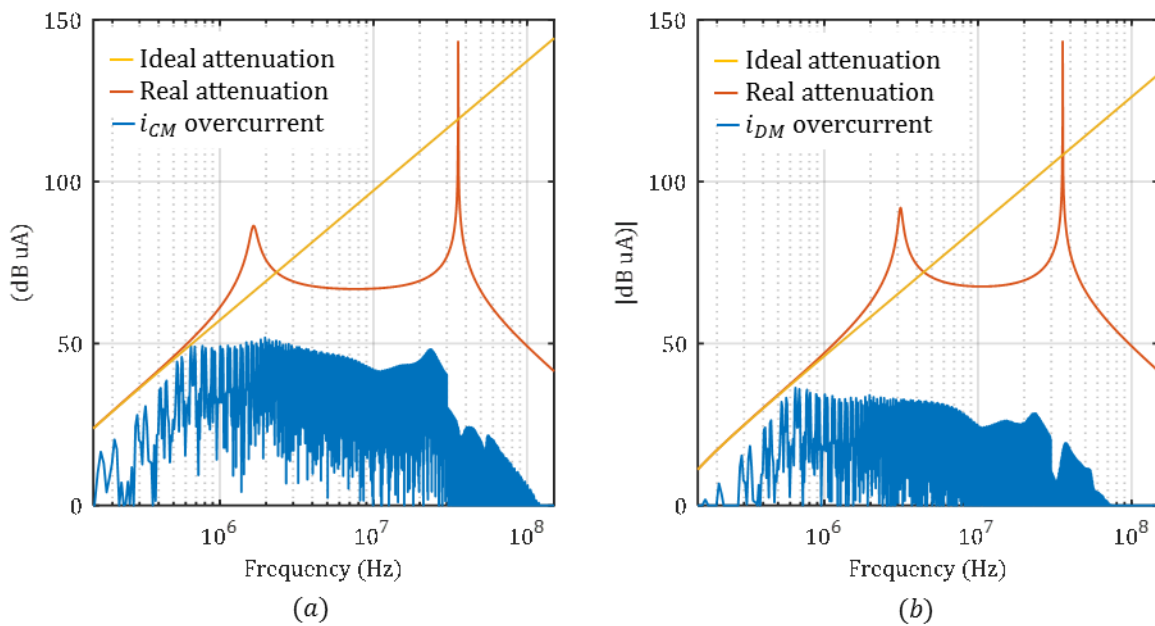 150
100
50
0
(dB uA)
Ideal attenuation
Real attenuation
i_CM overcurrent
10^6
10^7
10^8
Frequency (Hz)
(a)
150
100
50
0
|dB uA)|
Ideal attenuation
Real attenuation
i_DM overcurrent
10^6
10^7
10^8
Frequency (Hz)
(b)